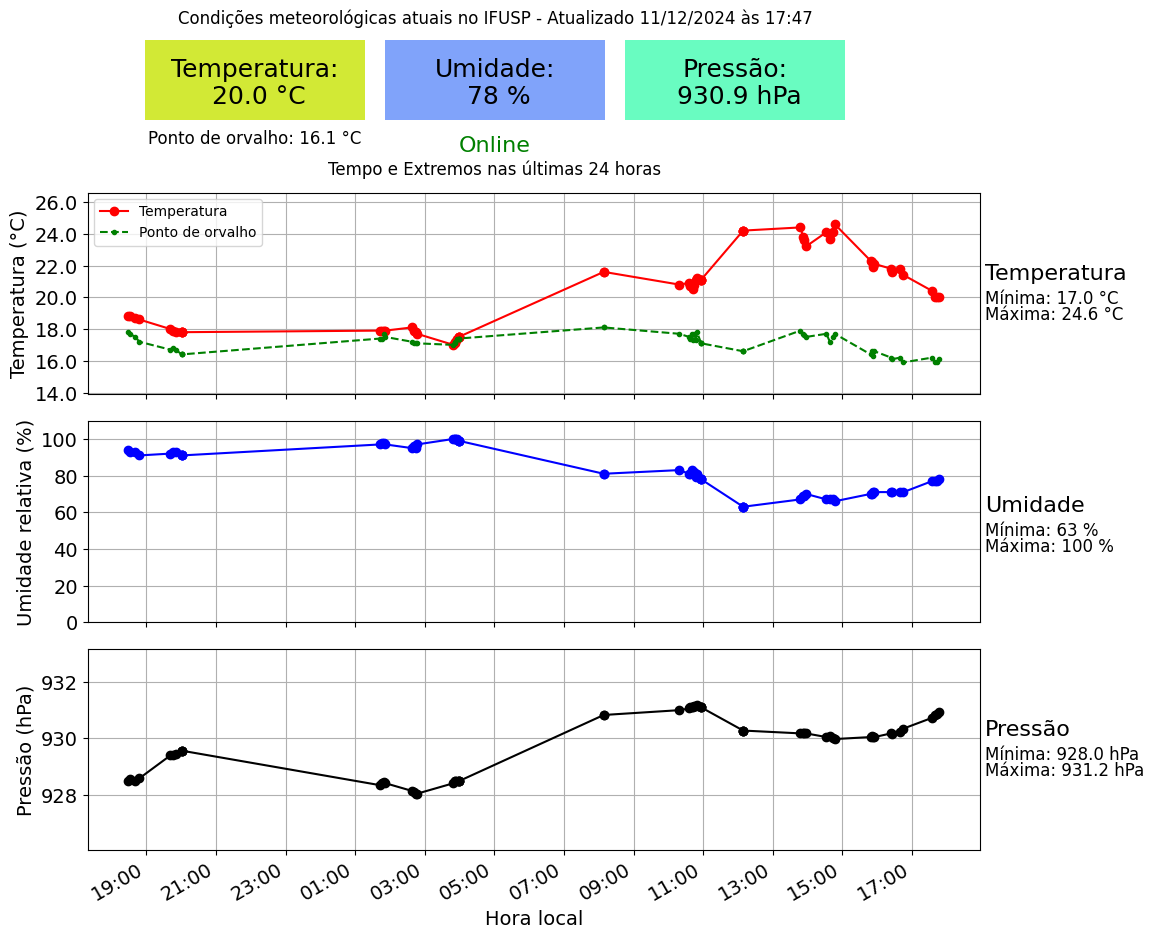 Condições meteorológicas atuais no IFUSP - Atualizado 11/12/2024 às 17:47
Temperatura:
20.0 °C
Umidade:
78 %
Pressão:
930.9 hPa
Ponto de orvalho: 16.1 °C
Online
Tempo e Extremos nas últimas 24 horas
Temperatura (°C)
26.0
24.0
22.0
20.0
18.0
16.0
14.0
Temperatura
Ponto de orvalho
Temperatura
Mínima: 17.0 °C
Máxima: 24.6 °C
Umidade relativa (%)
100
80
60
40
20
0
Umidade
Mínima: 63 %
Máxima: 100 %
Pressão (hPa)
932
930
928
Pressão
Mínima: 928.0 hPa
Máxima: 931.2 hPa
19:00 21:00 23:00 01:00 03:00 05:00 07:00 09:00 11:00 13:00 15:00 17:00
Hora local